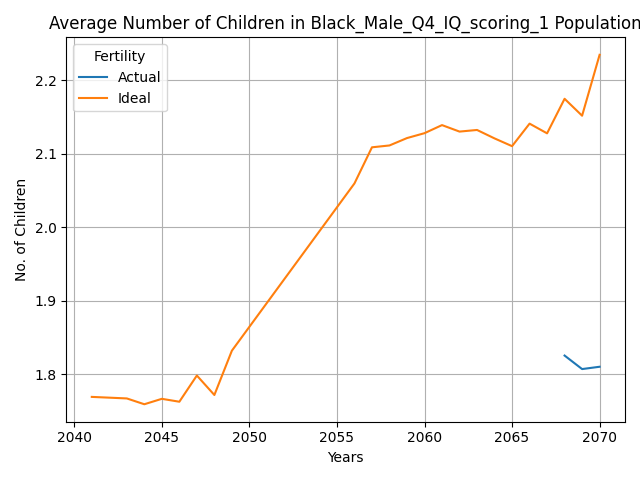 Average Number of Children in Black_Male_Q4_IQ_scoring_1 Population
Fertility
Actual
Ideal
No. of Children
2.2
2.1
2.0
1.9
1.8
2040 2045 2050 2055 2060 2065 2070
Years